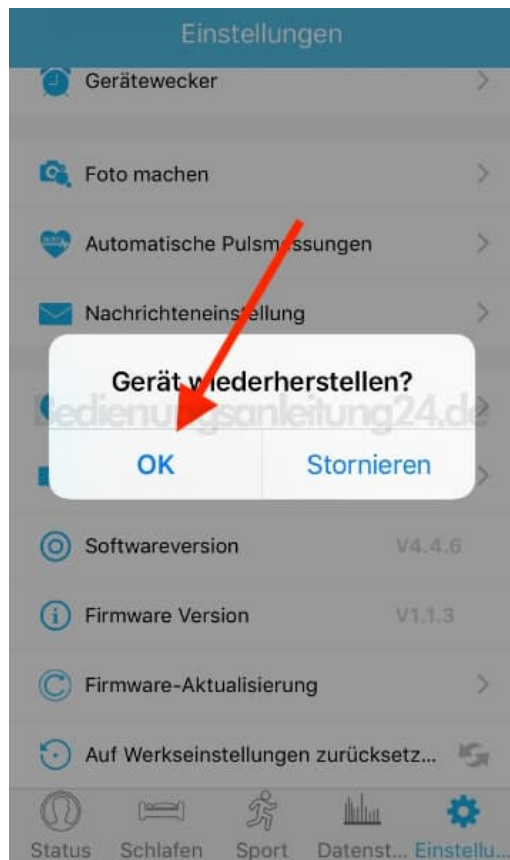 Einstellungen
Gerätewecker
Foto machen
Automatische Pulsmessungen
Nachrichteneinstellung
Gerät wiederherstellen?
Bedienungsanleitung24.de
OK Stornieren
Softwareversion V4.4.6
Firmware Version V1.1.3
Firmware-Aktualisierung
Auf Werkseinstellungen zurücksetz...
Status Schlafen Sport Datenst... Einstellu...